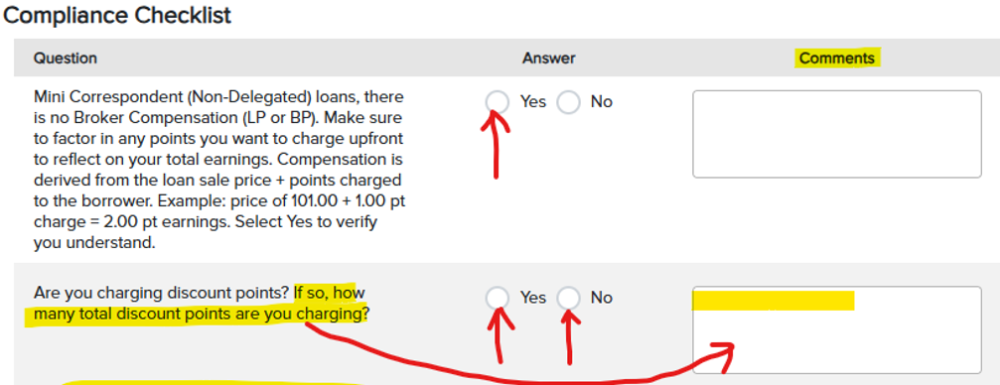 Compliance Checklist
Question Answer Comments
Mini Correspondent (Non-Delegated) loans, there
is no Broker Compensation (LP or BP). Make sure
to factor in any points you want to charge upfront
to reflect on your total earnings. Compensation is
derived from the loan sale price + points charged
to the borrower. Example: price of 101.00 + 1.00 pt
charge = 2.00 pt earnings. Select Yes to verify
you understand.
Yes No
Are you charging discount points? If so, how
many total discount points are you charging?
Yes No